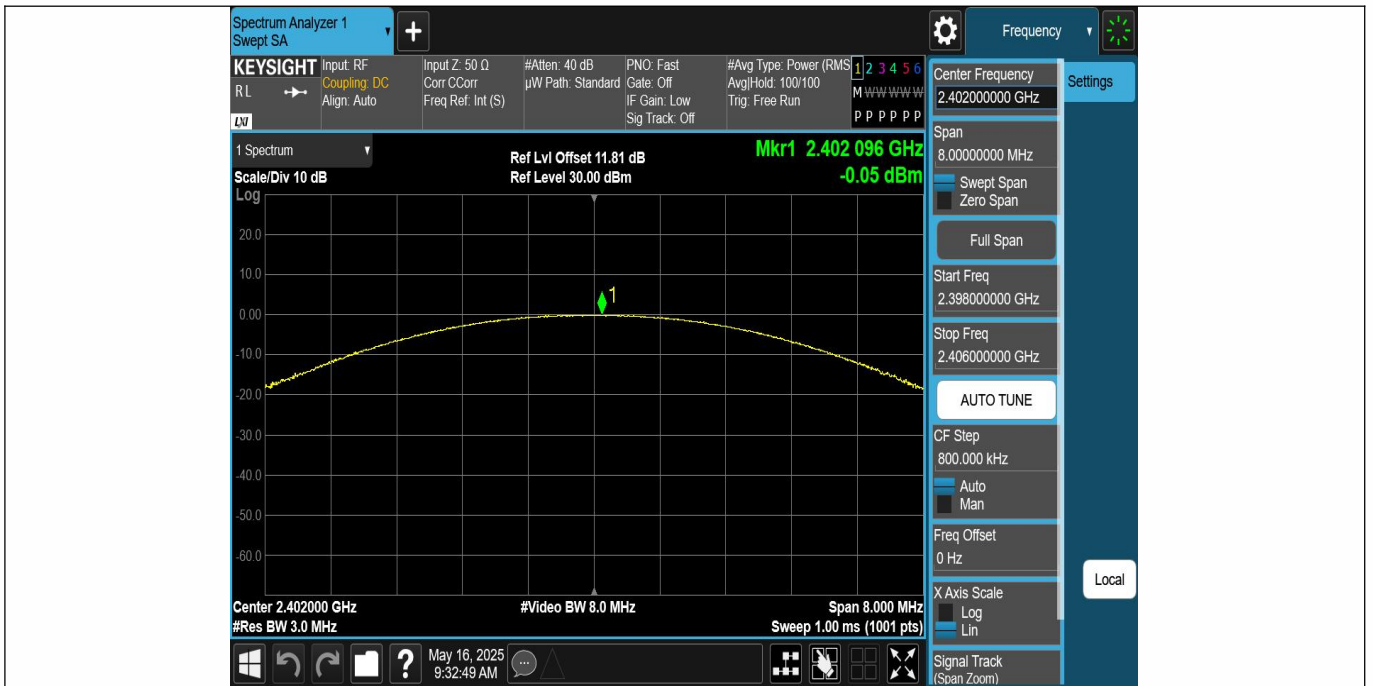 Spectrum Analyzer 1
Swept SA
+
Frequency
KEYSIGHT
RL
LXI
Input: RF
Coupling: DC
Align: Auto
Input Z: 50 Ω
Corr CCorr
Freq Ref: Int (S)
#Atten: 40 dB
µW Path: Standard
PNO: Fast
Gate: Off
IF Gain: Low
Sig Track: Off
#Avg Type: Power (RMS
Avg|Hold: 100/100
Trig: Free Run
1 2 3 4 5 6
M W W W W W
P P P P P P
1 Spectrum
Scale/Div 10 dB
Log
Ref Lvl Offset 11.81 dB
Ref Level 30.00 dBm
Mkr1 2.402 096 GHz
-0.05 dBm
20.0
10.0
0.00
-10.0
-20.0
-30.0
-40.0
-50.0
-60.0
1
Center 2.402000 GHz
#Res BW 3.0 MHz
#Video BW 8.0 MHz
Span 8.000 MHz
Sweep 1.00 ms (1001 pts)
Center Frequency
2.402000000 GHz
Settings
Span
8.00000000 MHz
Swept Span
Zero Span
Full Span
Start Freq
2.398000000 GHz
Stop Freq
2.406000000 GHz
AUTO TUNE
CF Step
800.000 kHz
Auto
Man
Freq Offset
0 Hz
X Axis Scale
Log
Lin
Signal Track
(Span Zoom)
Local
?
May 16, 2025
9:32:49 AM